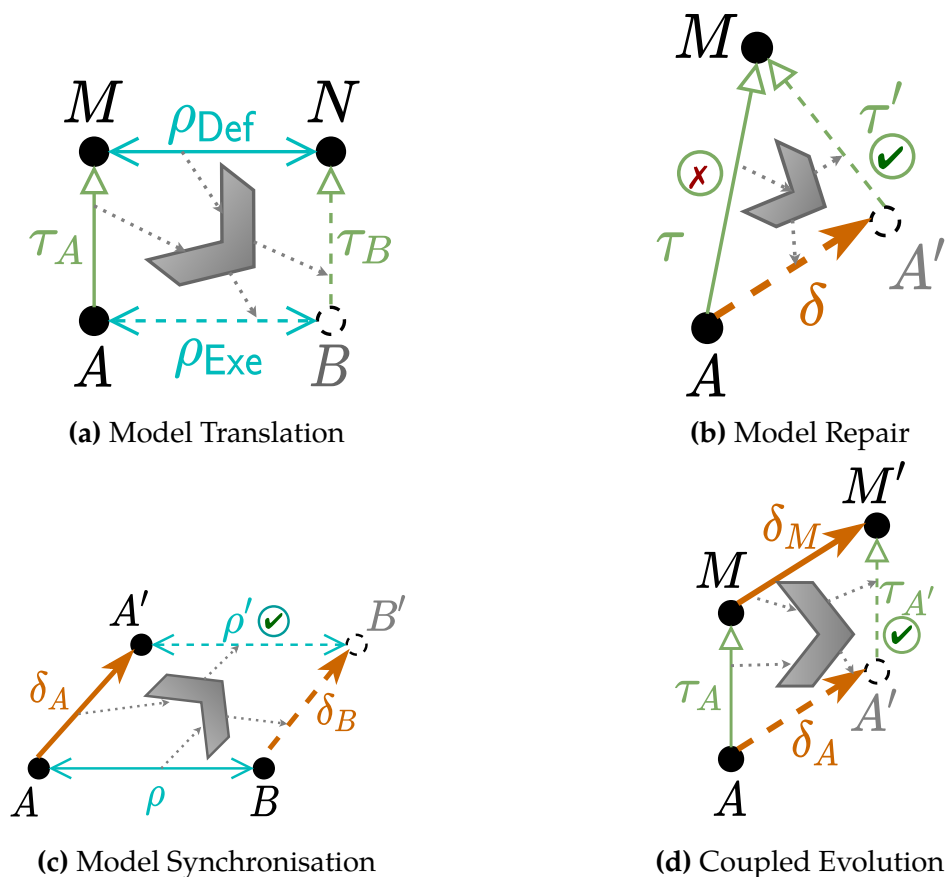 M N
ρDef
τA τB
A ρExe B
(a) Model Translation
M
✗ τ′ ✔
τ
A′
δ
A
(b) Model Repair
A′ ρ′ ✔ B′
δA δB
A ρ B
(c) Model Synchronisation
M′
δM
M
τA′ ✔
τA
A′
δA
A
(d) Coupled Evolution